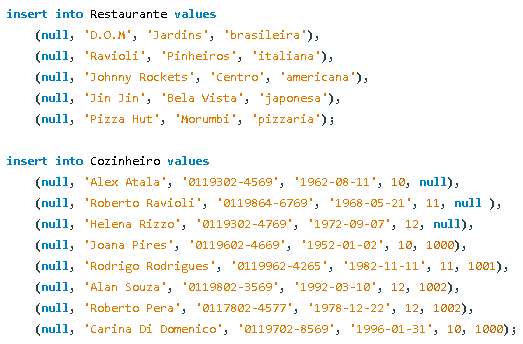 insert into Restaurante values
(null, 'D.O.M', 'Jardins', 'brasileira'),
(null, 'Ravioli', 'Pinheiros', 'italiana'),
(null, 'Johnny Rockets', 'Centro', 'americana'),
(null, 'Jin Jin', 'Bela Vista', 'japonesa'),
(null, 'Pizza Hut', 'Morumbi', 'pizzaria');
insert into Cozinheiro values
(null, 'Alex Atala', '0119302-4569', '1962-08-11', 10, null),
(null, 'Roberto Ravioli', '0119864-6769', '1968-05-21', 11, null ),
(null, 'Helena Rizzo', '0119302-4769', '1972-09-07', 12, null),
(null, 'Joana Pires', '0119602-4669', '1952-01-02', 10, 1000),
(null, 'Rodrigo Rodrigues', '0119962-4265', '1982-11-11', 11, 1001),
(null, 'Alan Souza', '0119802-3569', '1992-03-10', 12, 1002),
(null, 'Roberto Pera', '0117802-4577', '1978-12-22', 12, 1002),
(null, 'Carina Di Domenico', '0119702-8569', '1996-01-31', 10, 1000);